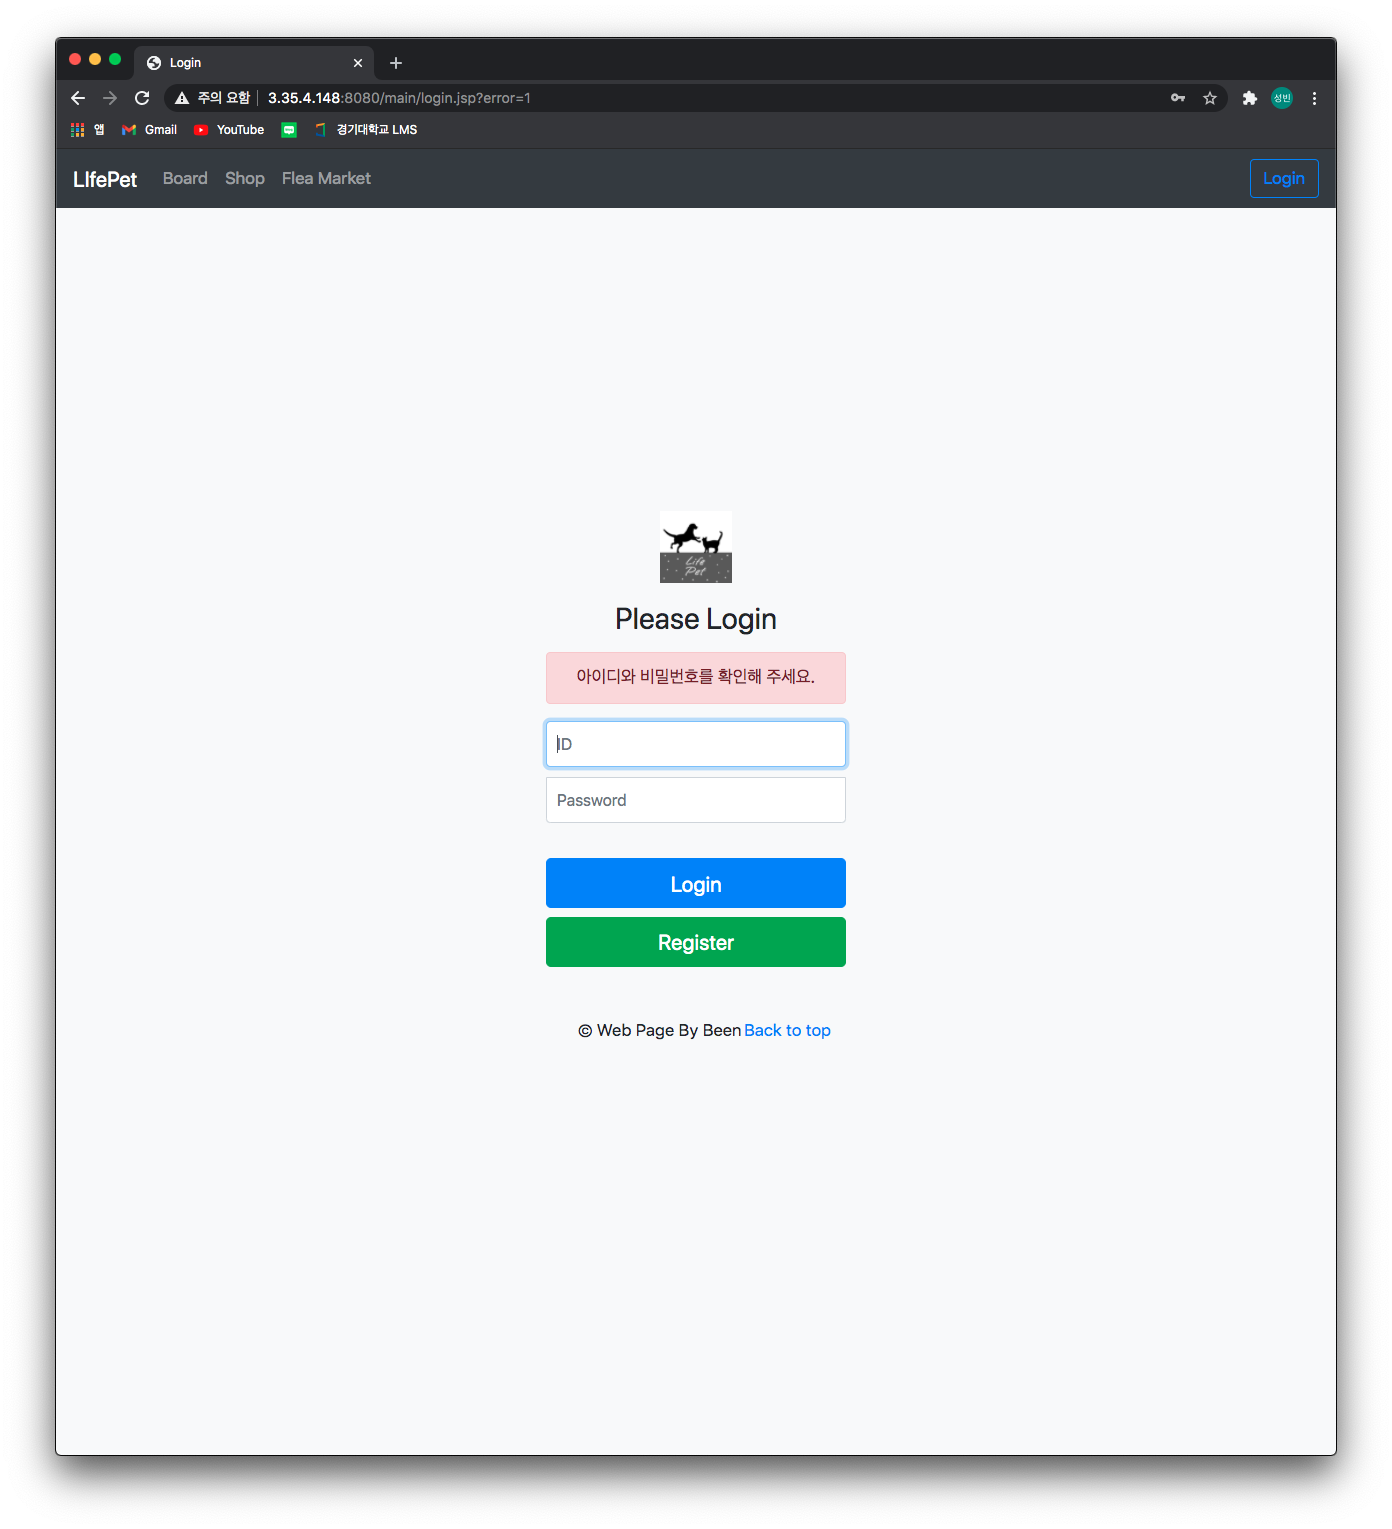 Login
주의 요함 3.35.4.148:8080/main/login.jsp?error=1
성빈
앱 Gmail YouTube 경기대학교 LMS
LIfePet Board Shop Flea Market Login
Life
Pet
Please Login
아이디와 비밀번호를 확인해 주세요.
ID
Password
Login
Register
© Web Page By Been Back to top